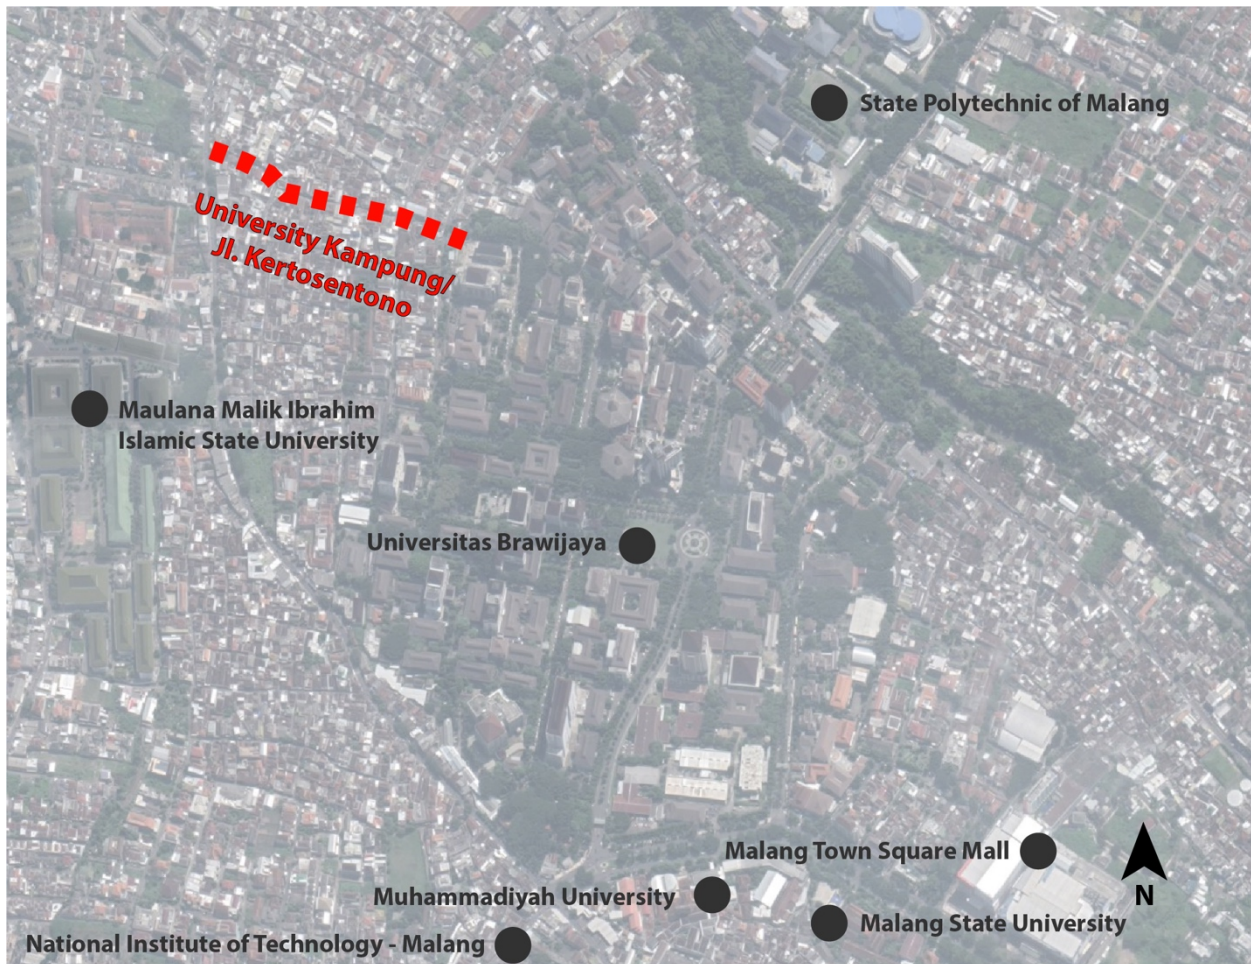 State Polytechnic of Malang
University Kampung/
Jl. Kertosentono
Maulana Malik Ibrahim
Islamic State University
Universitas Brawijaya
Malang Town Square Mall
N
Muhammadiyah University
Malang State University
National Institute of Technology - Malang